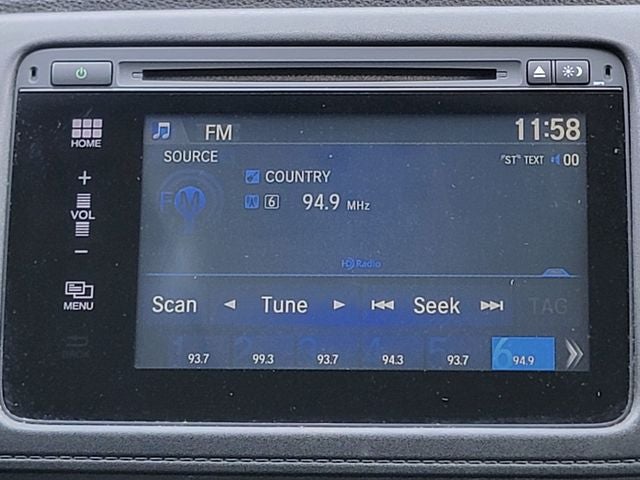 HOME
VOL
MENU
FM
11:58
SOURCE
"ST" TEXT 00
COUNTRY
FM
6 94.9 MHz
HD Radio
Scan Tune Seek TAG
1 93.7
2 99.3
3 93.7
4 94.3
5 93.7
6 94.9